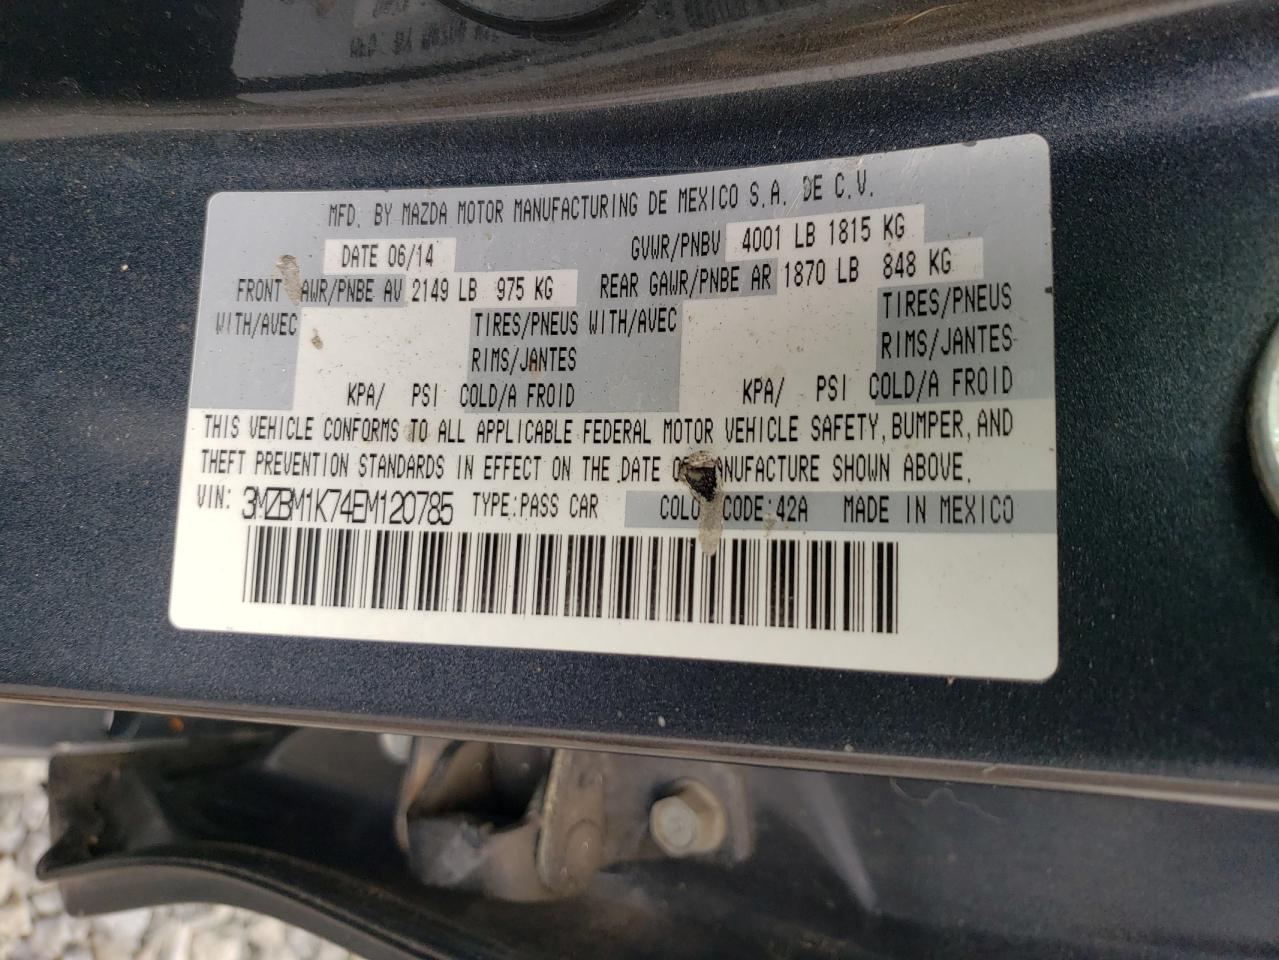 MFD. BY MAZDA MOTOR MANUFACTURING DE MEXICO S.A. DE C.V.
DATE 06/14 GVWR/PNBV 4001 LB 1815 KG
FRONT AWR/PNBE AV 2149 LB 975 KG REAR GAWR/PNBE AR 1870 LB 848 KG
WITH/AVEC TIRES/PNEUS WITH/AVEC TIRES/PNEUS
RIMS/JANTES RIMS/JANTES
KPA/ PSI COLD/A FROID KPA/ PSI COLD/A FROID
THIS VEHICLE CONFORMS TO ALL APPLICABLE FEDERAL MOTOR VEHICLE SAFETY, BUMPER, AND
THEFT PREVENTION STANDARDS IN EFFECT ON THE DATE ANUFACTURE SHOWN ABOVE.
VIN: 3MZBM1K74EM120785 TYPE:PASS CAR COLO CODE:42A MADE IN MEXICO